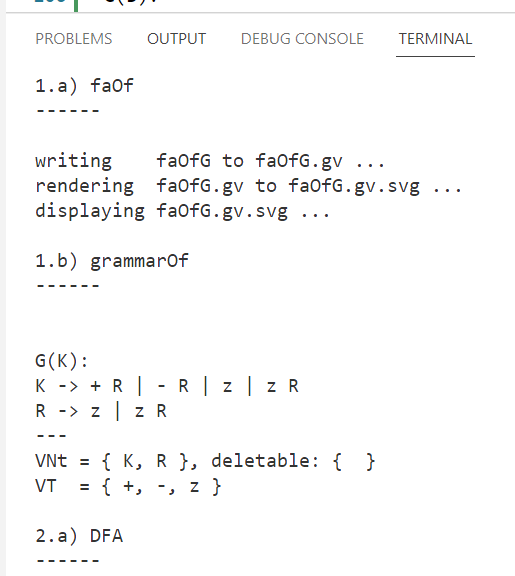 PROBLEMS OUTPUT DEBUG CONSOLE TERMINAL
1.a) faOf
------
writing    faOfG to faOfG.gv ...
rendering  faOfG.gv to faOfG.gv.svg ...
displaying faOfG.gv.svg ...
1.b) grammarOf
------
G(K):
K -> + R | - R | z | z R
R -> z | z R
---
VNt = { K, R }, deletable: {  }
VT  = { +, -, z }
2.a) DFA
------